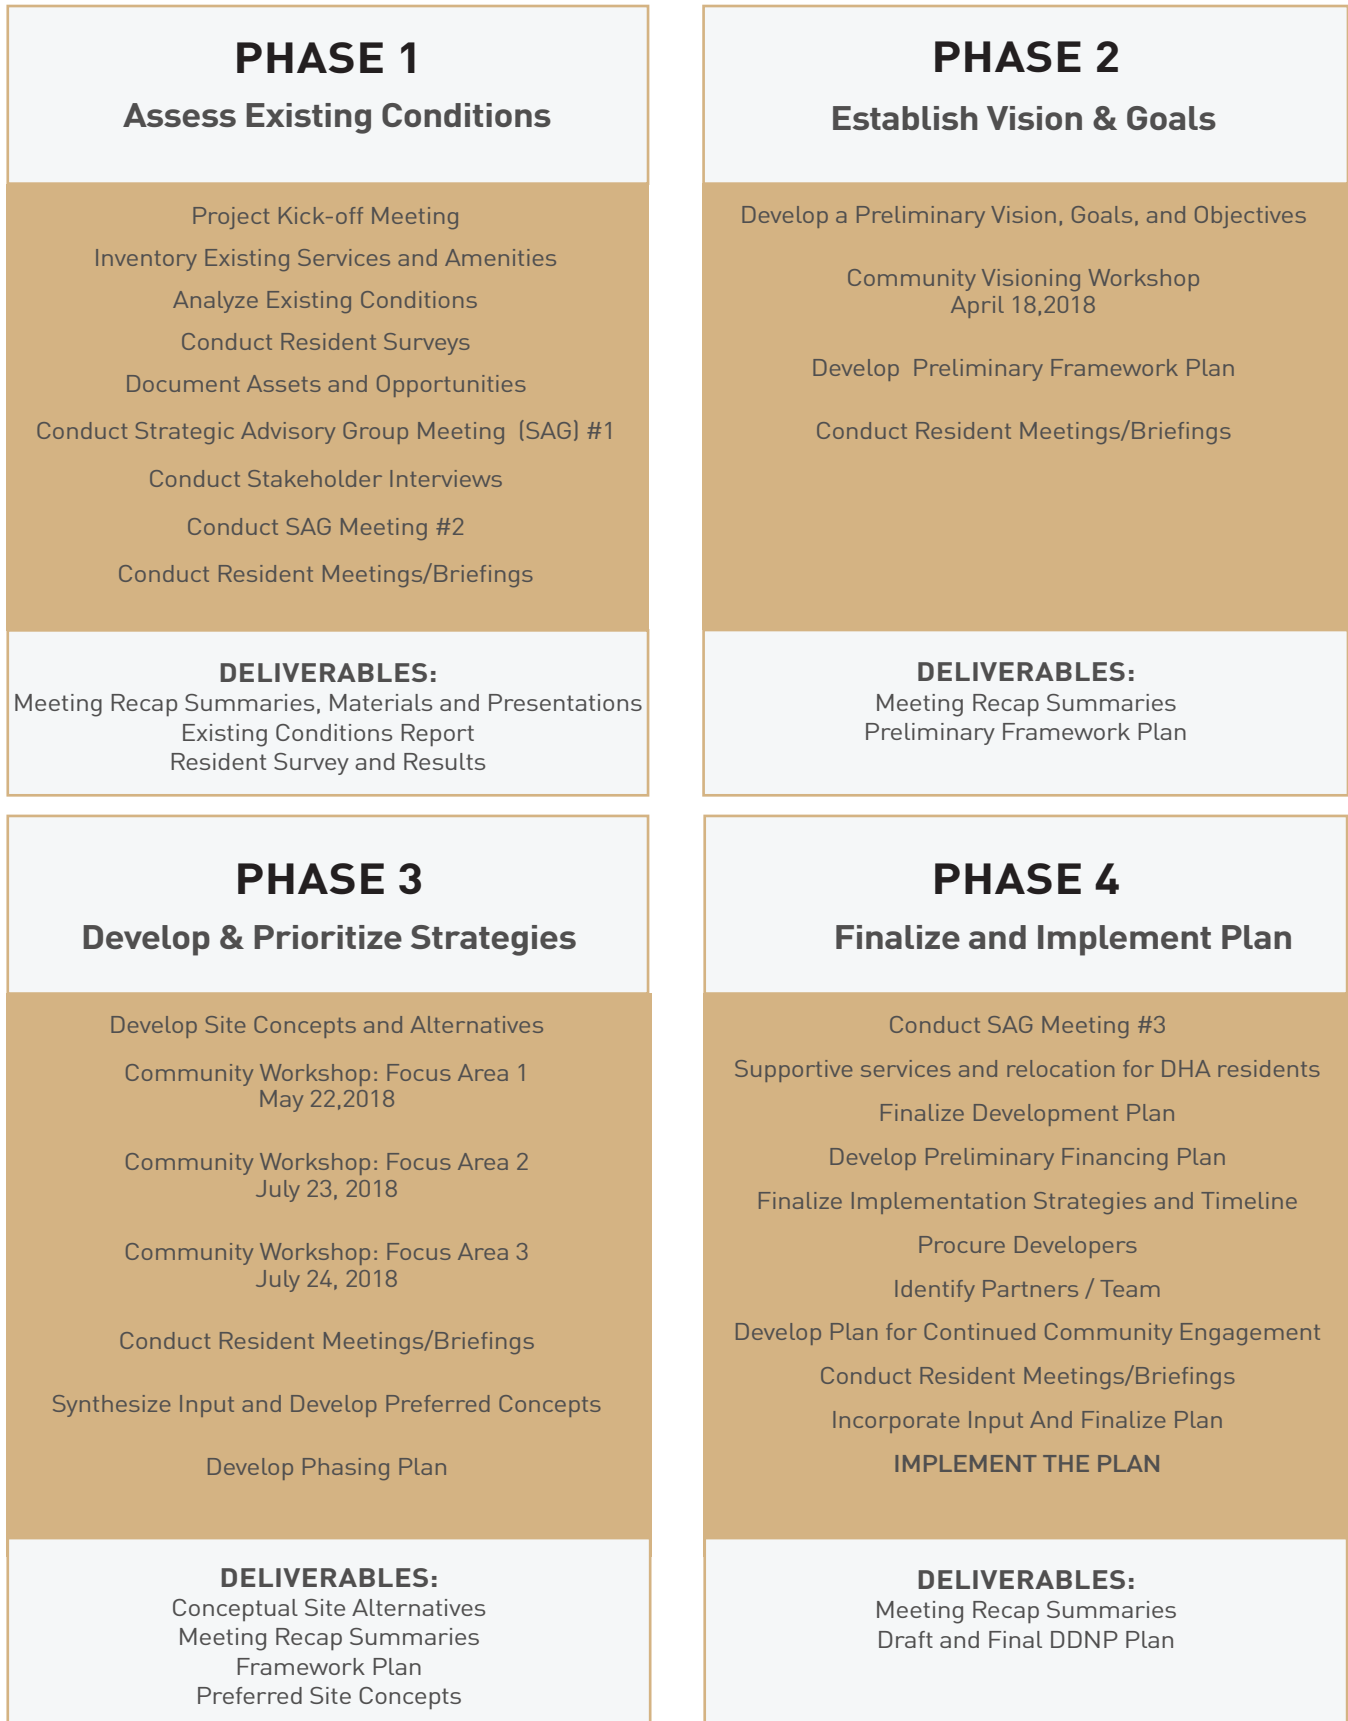 PHASE 1
Assess Existing Conditions
Project Kick-off Meeting
Inventory Existing Services and Amenities
Analyze Existing Conditions
Conduct Resident Surveys
Document Assets and Opportunities
Conduct Strategic Advisory Group Meeting (SAG) #1
Conduct Stakeholder Interviews
Conduct SAG Meeting #2
Conduct Resident Meetings/Briefings
DELIVERABLES:
Meeting Recap Summaries, Materials and Presentations
Existing Conditions Report
Resident Survey and Results
PHASE 2
Establish Vision & Goals
Develop a Preliminary Vision, Goals, and Objectives
Community Visioning Workshop
April 18,2018
Develop Preliminary Framework Plan
Conduct Resident Meetings/Briefings
DELIVERABLES:
Meeting Recap Summaries
Preliminary Framework Plan
PHASE 3
Develop & Prioritize Strategies
Develop Site Concepts and Alternatives
Community Workshop: Focus Area 1
May 22,2018
Community Workshop: Focus Area 2
July 23, 2018
Community Workshop: Focus Area 3
July 24, 2018
Conduct Resident Meetings/Briefings
Synthesize Input and Develop Preferred Concepts
Develop Phasing Plan
DELIVERABLES:
Conceptual Site Alternatives
Meeting Recap Summaries
Framework Plan
Preferred Site Concepts
PHASE 4
Finalize and Implement Plan
Conduct SAG Meeting #3
Supportive services and relocation for DHA residents
Finalize Development Plan
Develop Preliminary Financing Plan
Finalize Implementation Strategies and Timeline
Procure Developers
Identify Partners / Team
Develop Plan for Continued Community Engagement
Conduct Resident Meetings/Briefings
Incorporate Input And Finalize Plan
IMPLEMENT THE PLAN
DELIVERABLES:
Meeting Recap Summaries
Draft and Final DDNP Plan